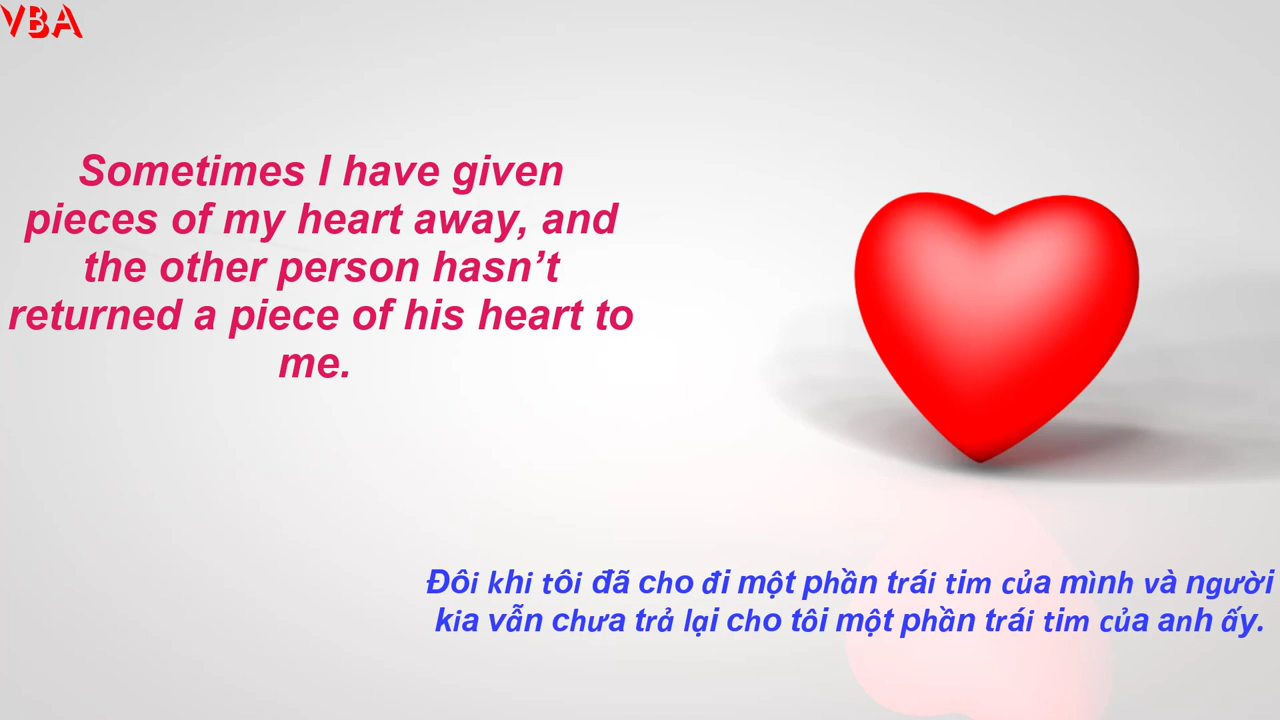 VBA
Sometimes I have given
pieces of my heart away, and
the other person hasn’t
returned a piece of his heart to
me.
Đôi khi tôi đã cho đi một phần trái tim của mình và người
kia vẫn chưa trả lại cho tôi một phần trái tim của anh ấy.